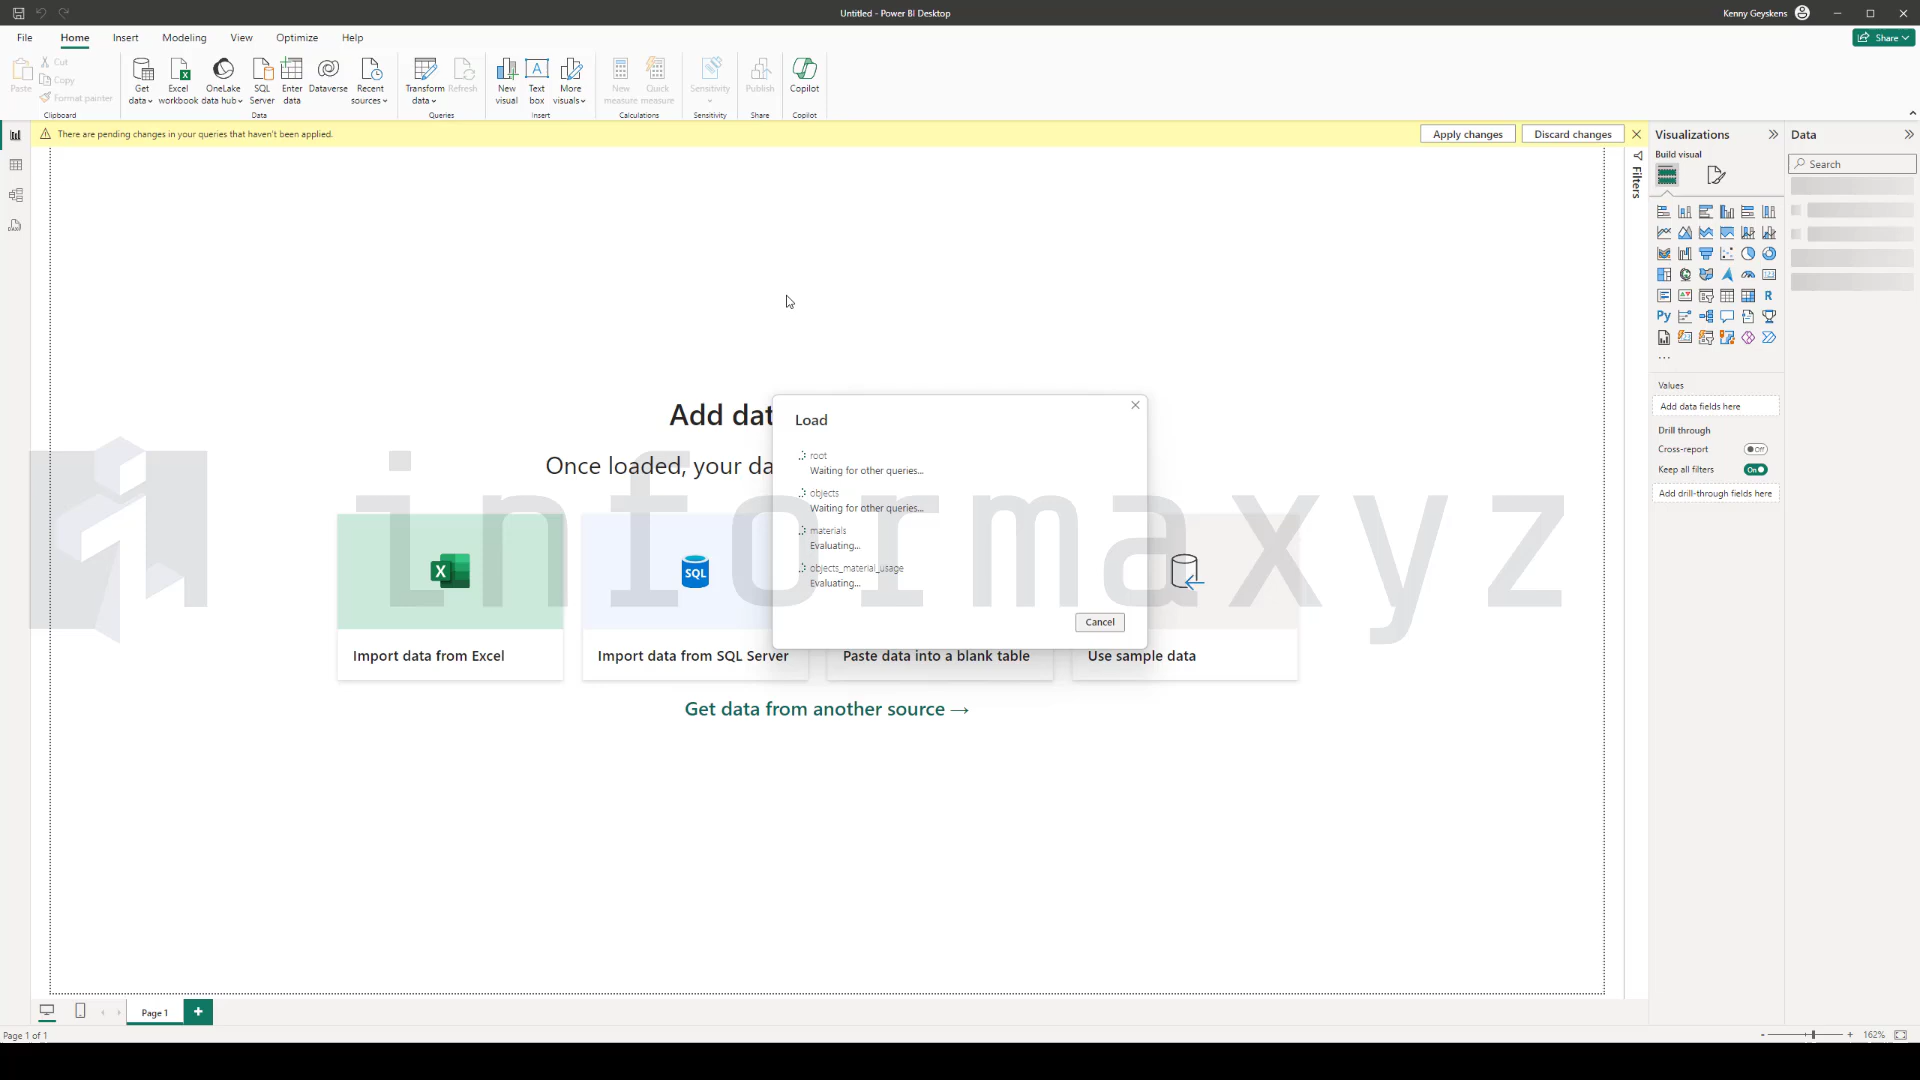 Untitled - Power BI Desktop
Kenny Geyskens
File
Home
Insert
Modeling
View
Optimize
Help
Share
Paste
Cut
Copy
Format painter
Clipboard
Get data
Excel workbook
OneLake data hub
SQL Server
Enter data
Dataverse
Recent sources
Data
Transform data
Refresh
Queries
New visual
Text box
More visuals
Insert
New measure
Quick measure
Calculations
Sensitivity
Sensitivity
Publish
Share
Copilot
Copilot
There are pending changes in your queries that haven't been applied.
Apply changes
Discard changes
Filters
Visualizations
Build visual
R
Py
...
Values
Add data fields here
Drill through
Cross-report
Off
Keep all filters
On
Add drill-through fields here
Data
Search
Add dat
Once loaded, your da
Load
root
Waiting for other queries...
objects
Waiting for other queries...
materials
Evaluating...
objects_material_usage
Evaluating...
Cancel
informaxyz
SQL
Import data from Excel
Import data from SQL Server
Paste data into a blank table
Use sample data
Get data from another source →
Page 1
Page 1 of 1
162%